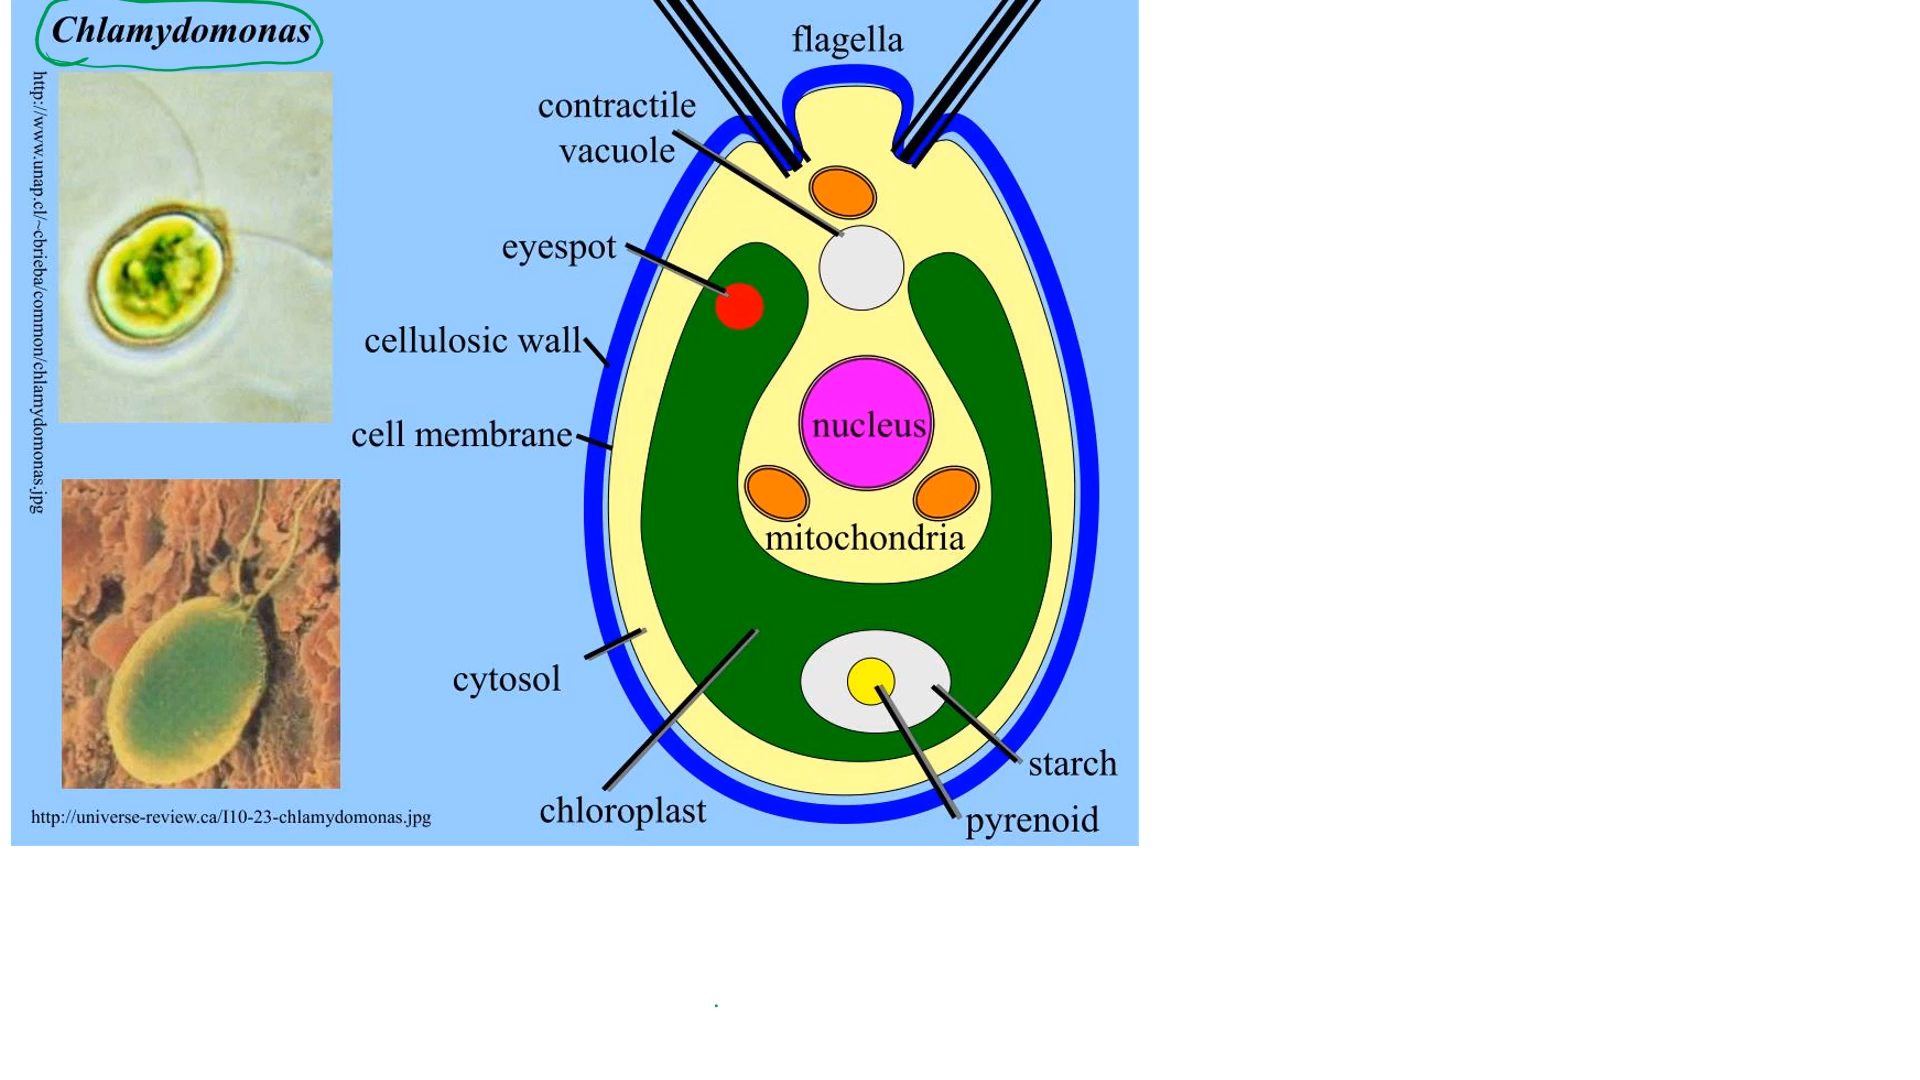 Chlamydomonas
http://www.unap.cl/~cbrieba/common/chlamydomonas.jpg
flagella
contractile
vacuole
eyespot
cellulosic wall
cell membrane
nucleus
mitochondria
cytosol
chloroplast
starch
pyrenoid
http://universe-review.ca/I10-23-chlamydomonas.jpg